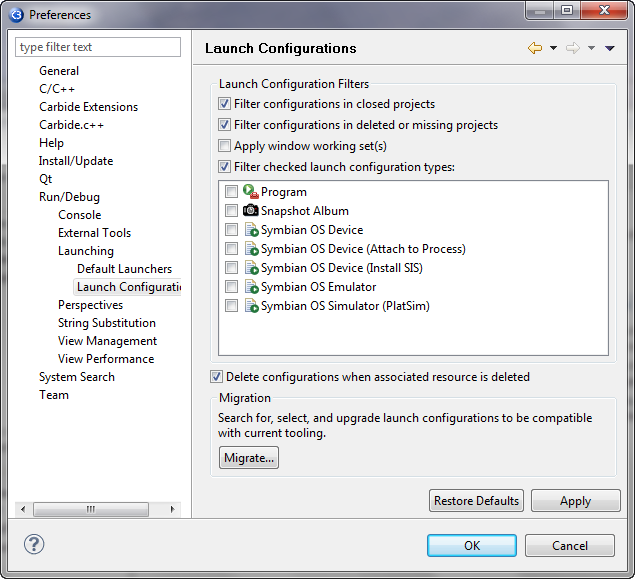 Preferences
type filter text
General
C/C++
Carbide Extensions
Carbide.c++
Help
Install/Update
Qt
Run/Debug
Console
External Tools
Launching
Default Launchers
Launch Configuratio
Perspectives
String Substitution
View Management
View Performance
System Search
Team
Launch Configurations
Launch Configuration Filters
Filter configurations in closed projects
Filter configurations in deleted or missing projects
Apply window working set(s)
Filter checked launch configuration types:
Program
Snapshot Album
Symbian OS Device
Symbian OS Device (Attach to Process)
Symbian OS Device (Install SIS)
Symbian OS Emulator
Symbian OS Simulator (PlatSim)
Delete configurations when associated resource is deleted
Migration
Search for, select, and upgrade launch configurations to be compatible
with current tooling.
Migrate...
Restore Defaults Apply
OK Cancel